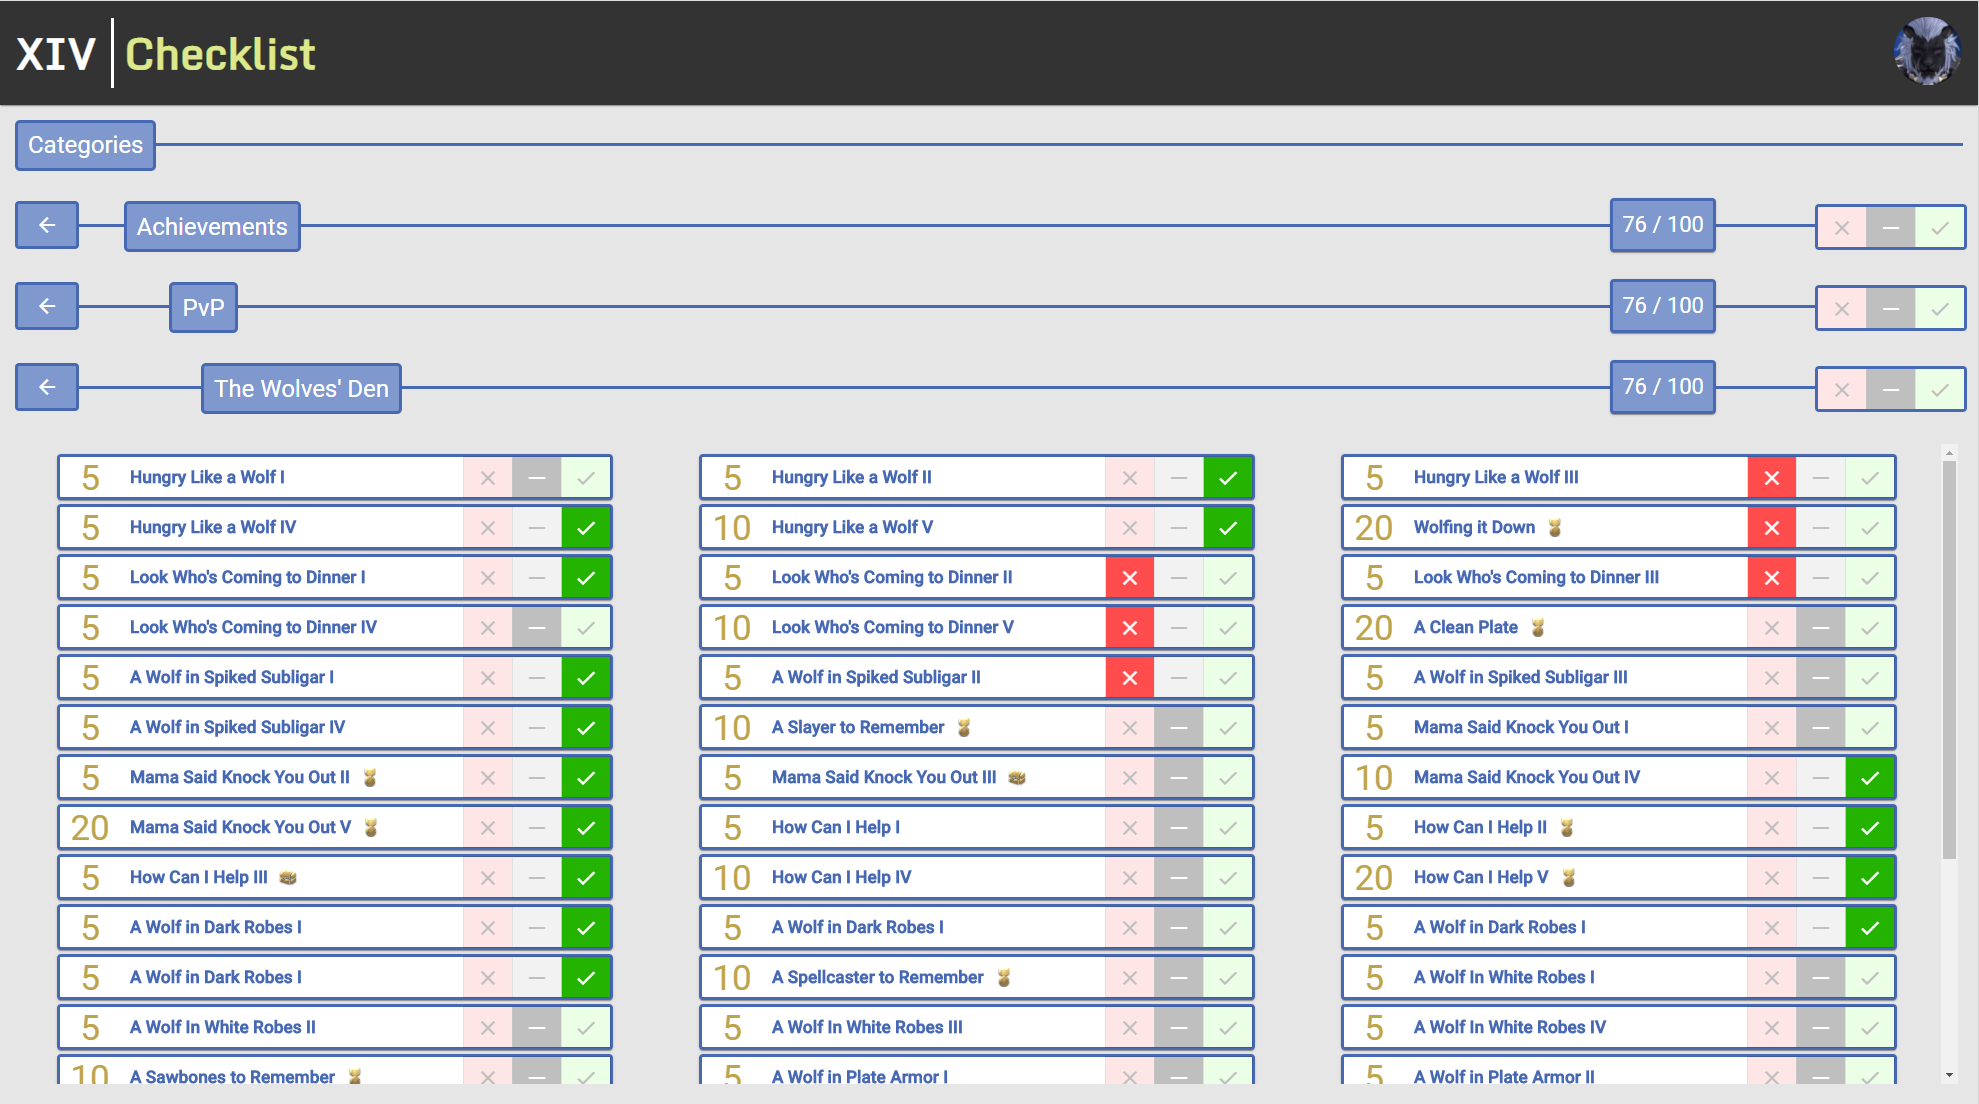 XIV Checklist
Categories
Achievements 76 / 100
PvP 76 / 100
The Wolves' Den 76 / 100
5 Hungry Like a Wolf I 5 Hungry Like a Wolf II 5 Hungry Like a Wolf III
5 Hungry Like a Wolf IV 10 Hungry Like a Wolf V 20 Wolfing it Down
5 Look Who's Coming to Dinner I 5 Look Who's Coming to Dinner II 5 Look Who's Coming to Dinner III
5 Look Who's Coming to Dinner IV 10 Look Who's Coming to Dinner V 20 A Clean Plate
5 A Wolf in Spiked Subligar I 5 A Wolf in Spiked Subligar II 5 A Wolf in Spiked Subligar III
5 A Wolf in Spiked Subligar IV 10 A Slayer to Remember 5 Mama Said Knock You Out I
5 Mama Said Knock You Out II 5 Mama Said Knock You Out III 10 Mama Said Knock You Out IV
20 Mama Said Knock You Out V 5 How Can I Help I 5 How Can I Help II
5 How Can I Help III 10 How Can I Help IV 20 How Can I Help V
5 A Wolf in Dark Robes I 5 A Wolf in Dark Robes I 5 A Wolf in Dark Robes I
5 A Wolf in Dark Robes I 10 A Spellcaster to Remember 5 A Wolf In White Robes I
5 A Wolf In White Robes II 5 A Wolf In White Robes III 5 A Wolf In White Robes IV
10 A Sawbones to Remember 5 A Wolf in Plate Armor I 5 A Wolf in Plate Armor II